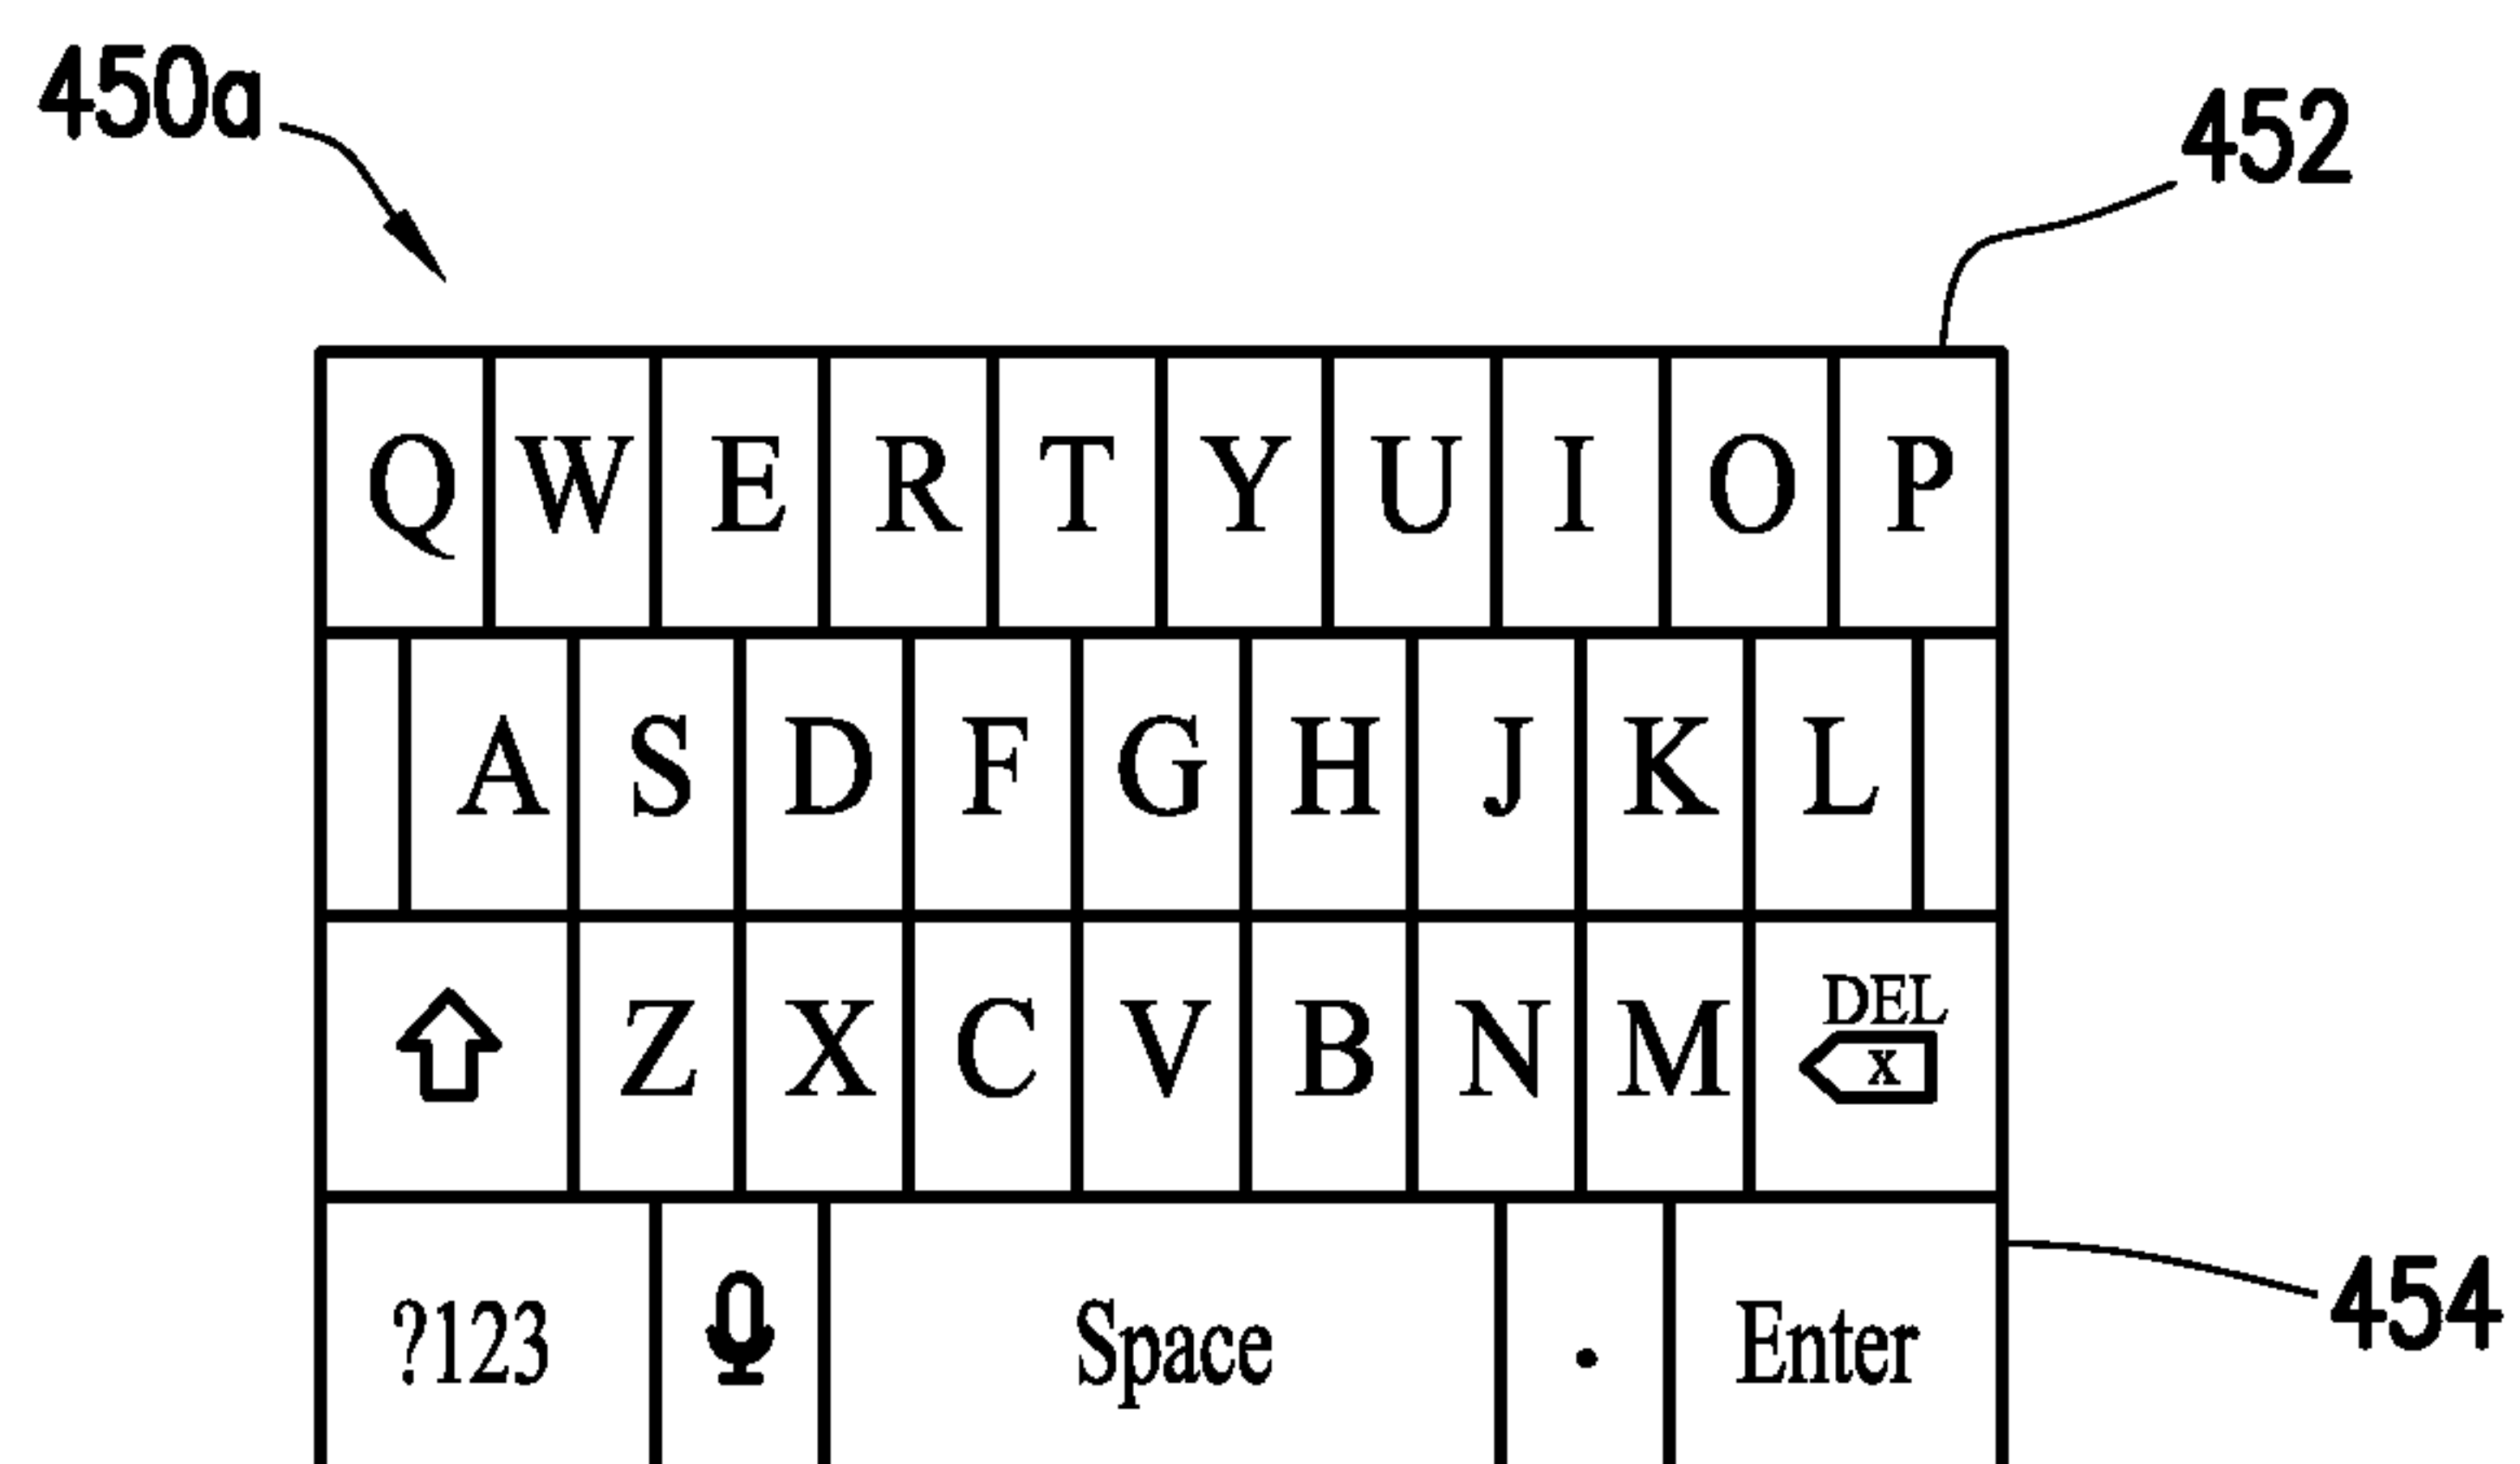 450a
452
Q W E R T Y U I O P
A S D F G H J K L
Z X C V B N M DEL
X
?123 Space . Enter
454